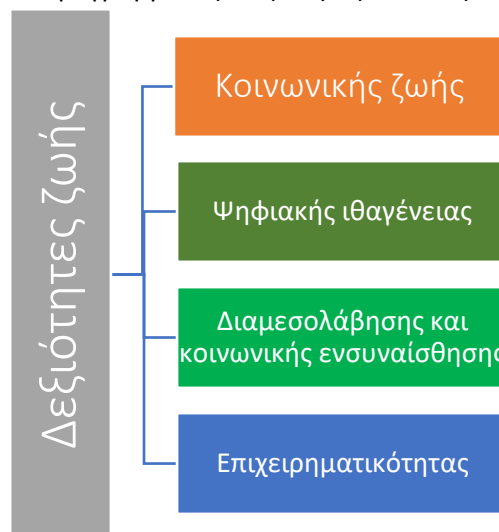 Δεξιότητες ζωής
Κοινωνικής ζωής
Ψηφιακής ιθαγένειας
Διαμεσολάβησης και
κοινωνικής ενσυναίσθησης
Επιχειρηματικότητας